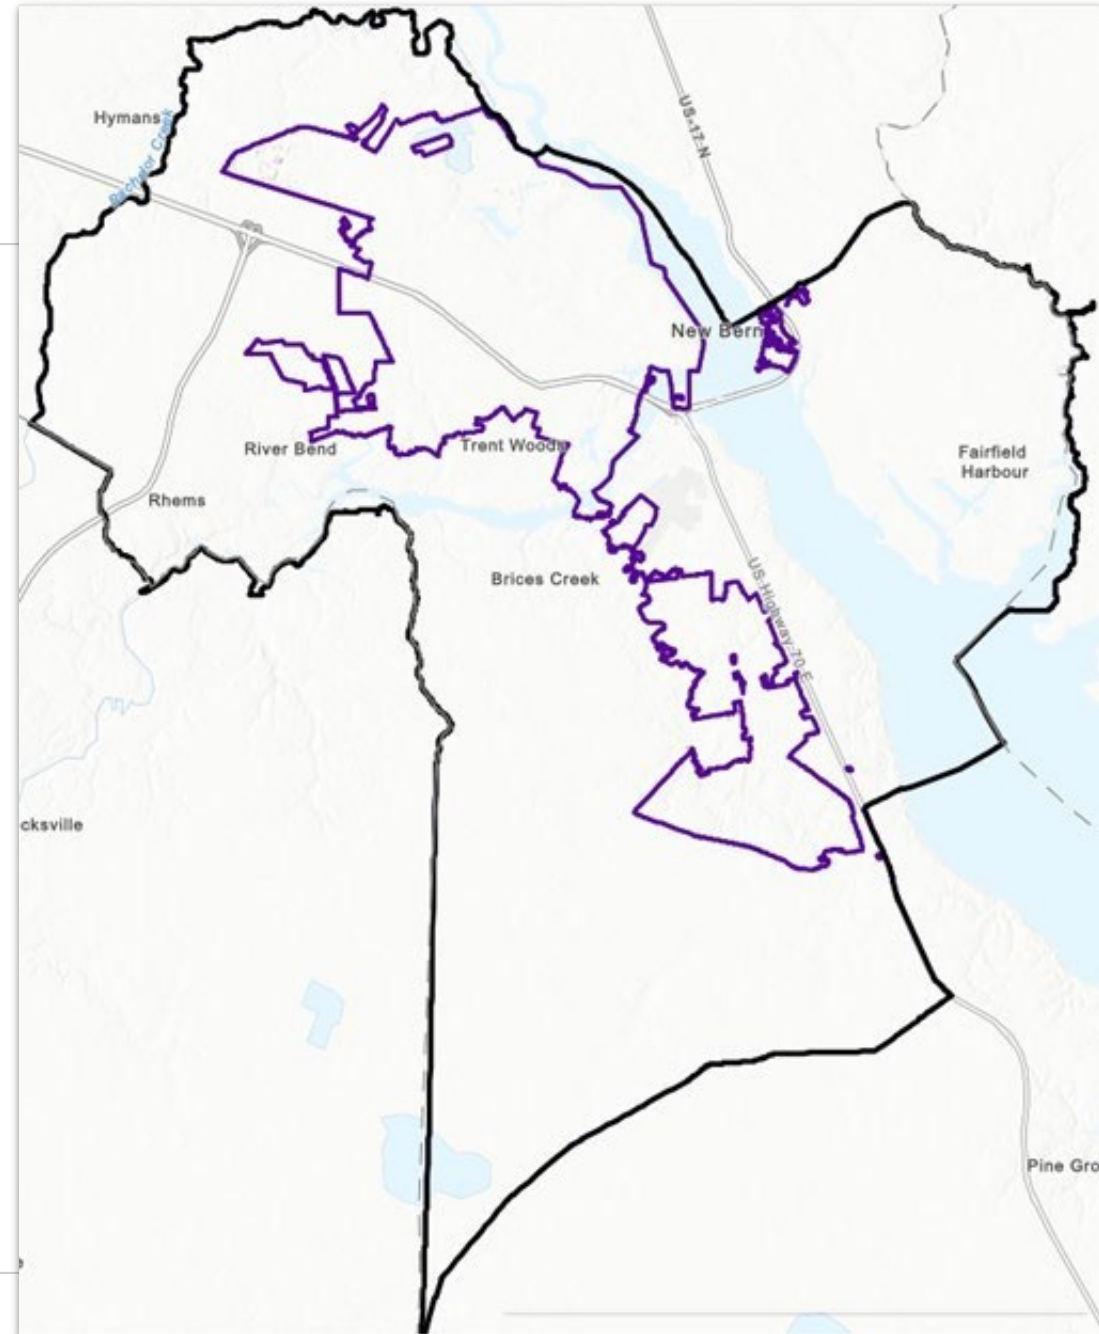 US-17 N
Hymans
Bachelor Creek
New Bern
River Bend
Trent Woods
Fairfield
Harbour
Rhems
Brices Creek
US Highway 70 E
cksville
Pine Gro
e